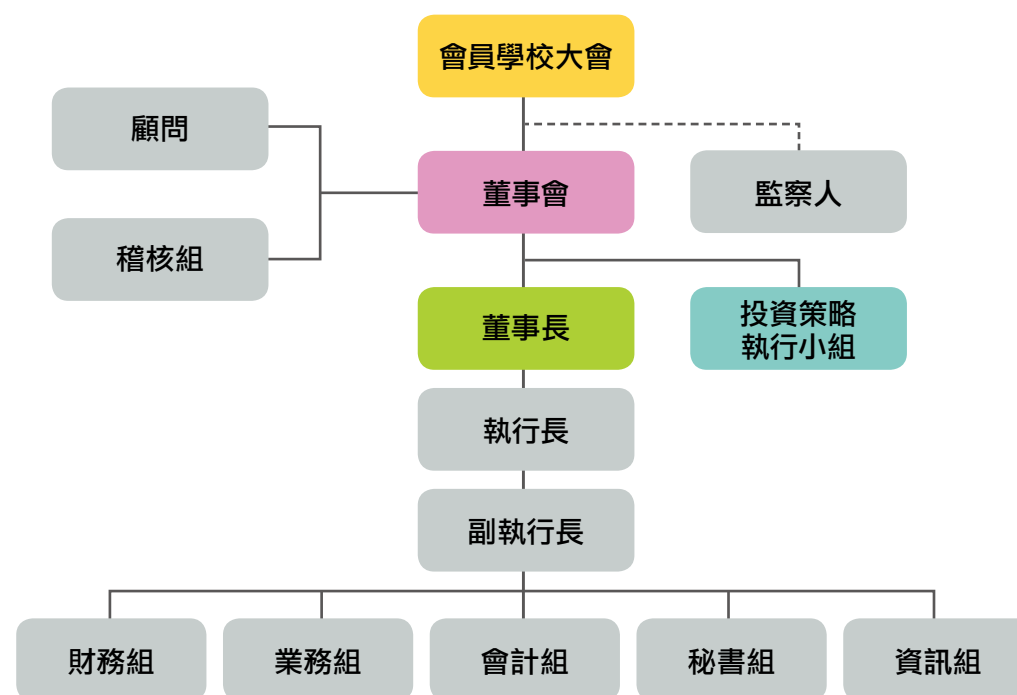 會員學校大會
顧問
董事會
監察人
稽核組
董事長
投資策略
執行小組
執行長
副執行長
財務組
業務組
會計組
秘書組
資訊組